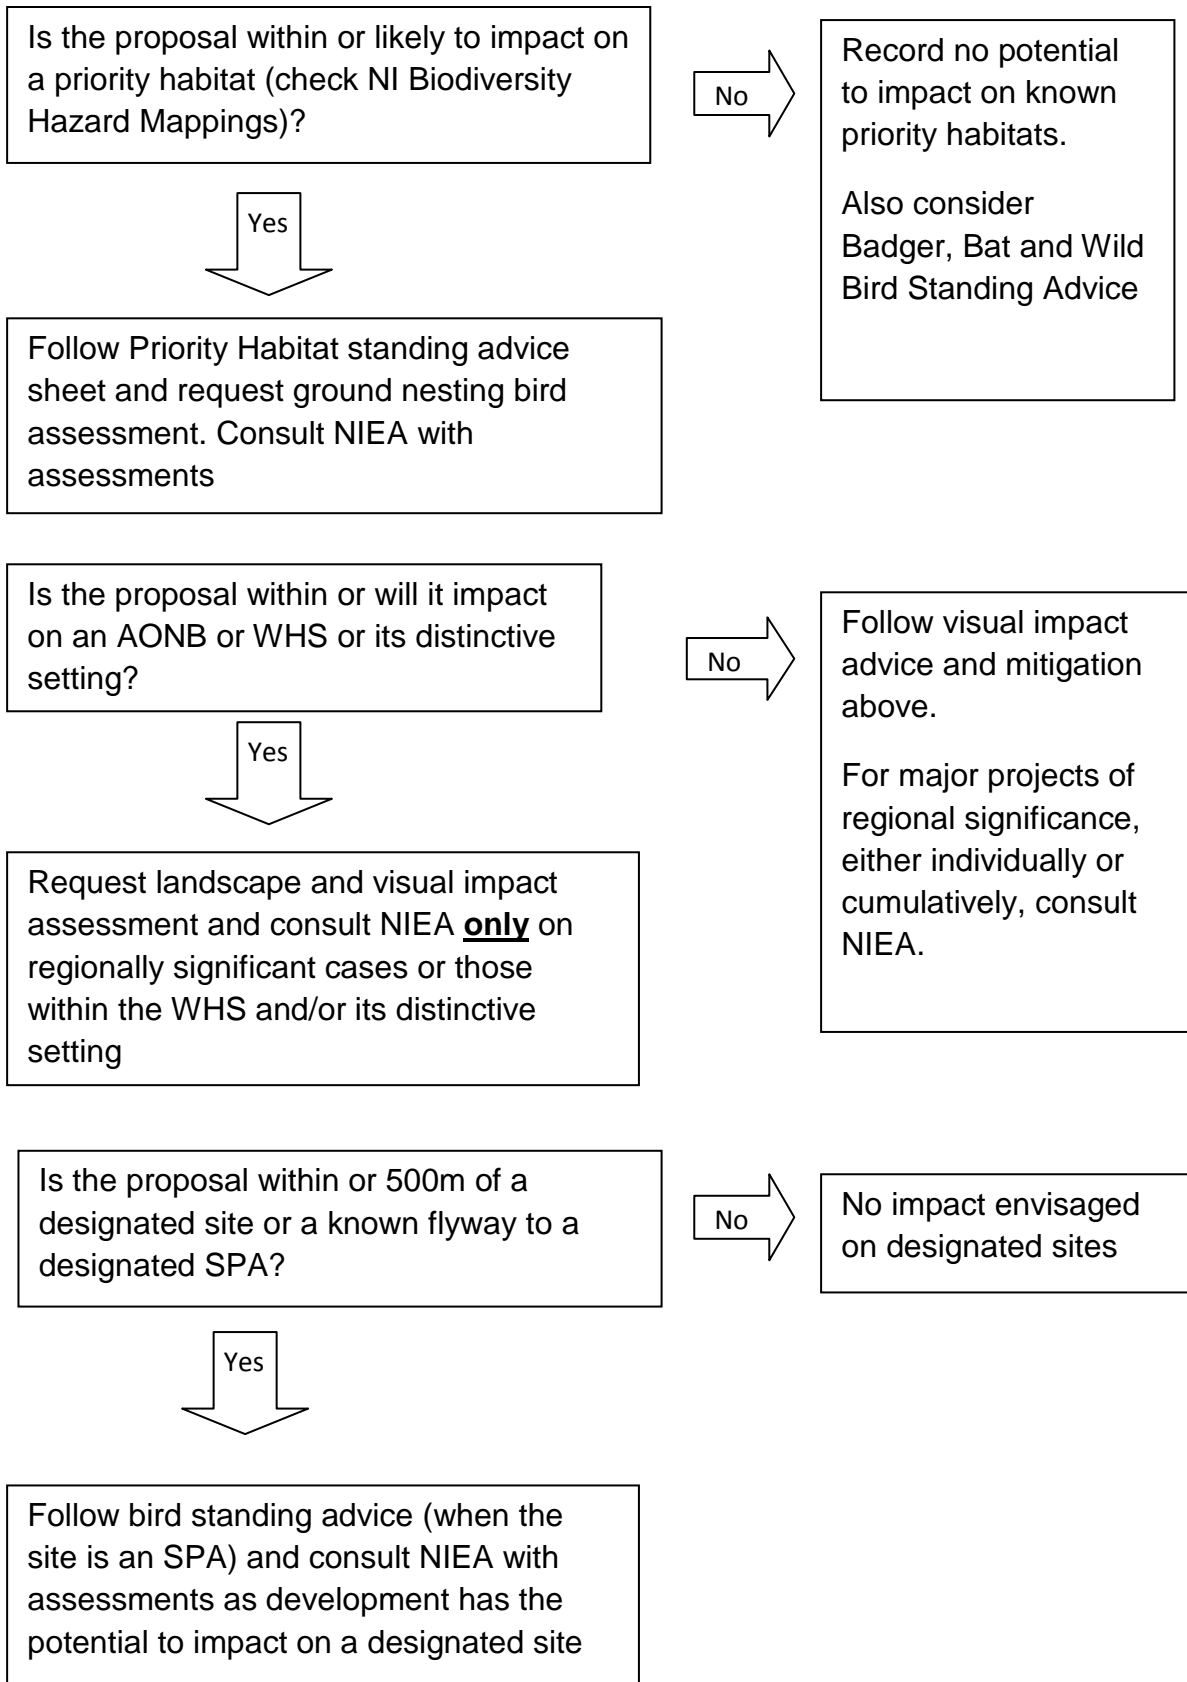 Is the proposal within or likely to impact on
a priority habitat (check NI Biodiversity
Hazard Mappings)?
No
Record no potential
to impact on known
priority habitats.
Also consider
Badger, Bat and Wild
Bird Standing Advice
Yes
Follow Priority Habitat standing advice
sheet and request ground nesting bird
assessment. Consult NIEA with
assessments
Is the proposal within or will it impact
on an AONB or WHS or its distinctive
setting?
No
Follow visual impact
advice and mitigation
above.
For major projects of
regional significance,
either individually or
cumulatively, consult
NIEA.
Yes
Request landscape and visual impact
assessment and consult NIEA only on
regionally significant cases or those
within the WHS and/or its distinctive
setting
Is the proposal within or 500m of a
designated site or a known flyway to a
designated SPA?
No
No impact envisaged
on designated sites
Yes
Follow bird standing advice (when the
site is an SPA) and consult NIEA with
assessments as development has the
potential to impact on a designated site